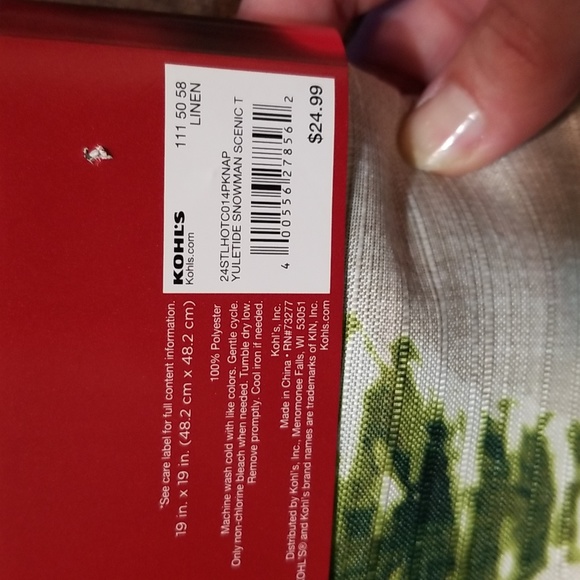 KOHL'S 111 50 58
Kohls.com LINEN
24STLHOTC014PKNAP
YULETIDE SNOWMAN SCENIC T
4 00556 27856 2
$24.99
*See care label for full content information.
19 in. x 19 in. (48.2 cm x 48.2 cm)
100% Polyester
Machine wash cold with like colors. Gentle cycle.
Only non-chlorine bleach when needed. Tumble dry low.
Remove promptly. Cool iron if needed.
Kohl's, Inc.
Made in China • RN#73277
Distributed by Kohl's, Inc., Menomonee Falls, WI 53051
OHL'S® and Kohl's brand names are trademarks of KIN, Inc.
Kohls.com